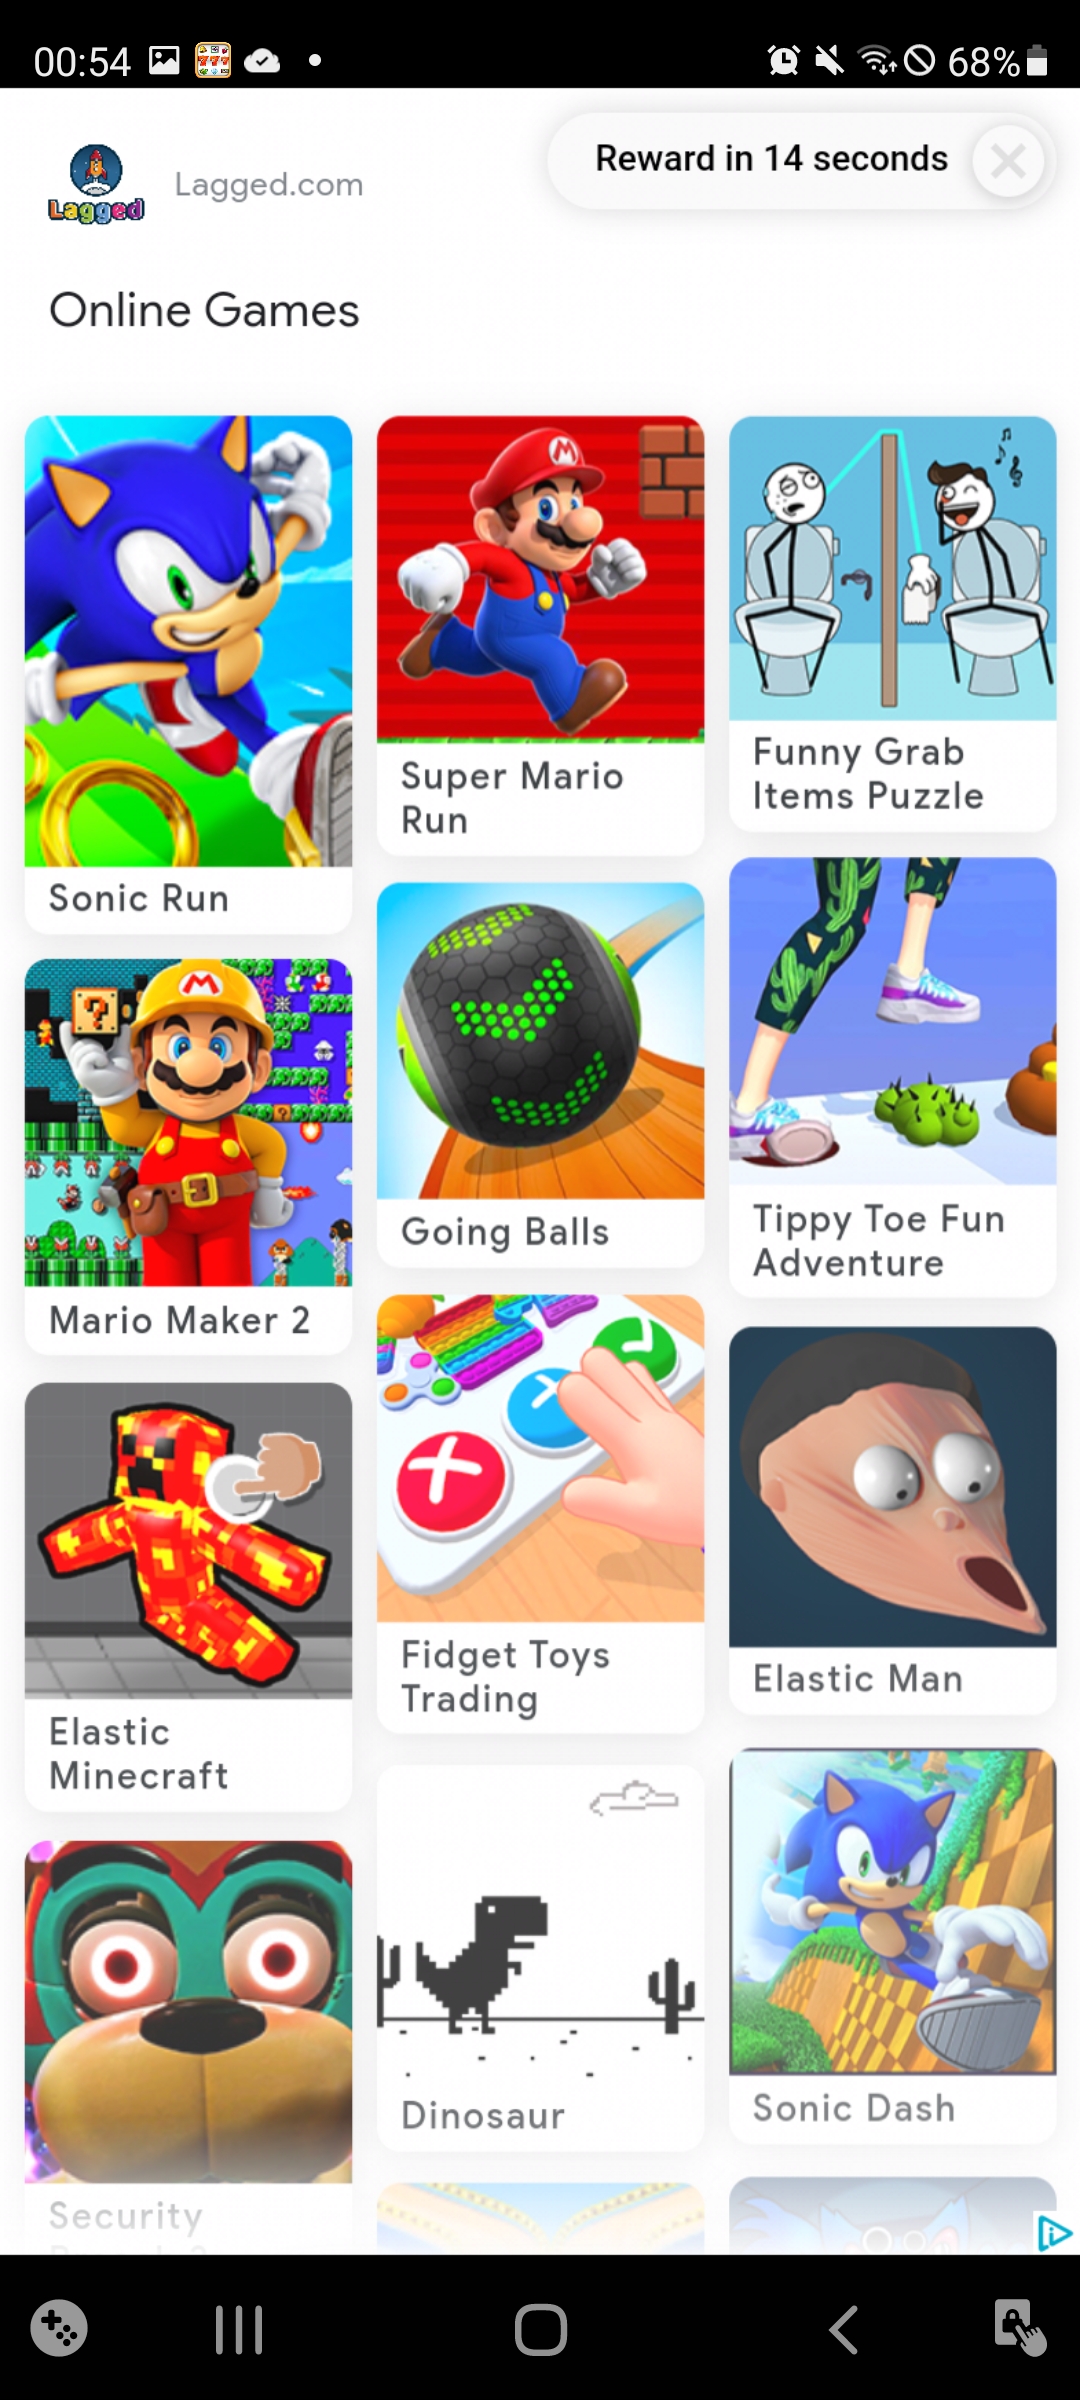 00:54
68%
Lagged
Lagged.com
Reward in 14 seconds
Online Games
Sonic Run
Super Mario
Run
Funny Grab
Items Puzzle
Mario Maker 2
Going Balls
Tippy Toe Fun
Adventure
Elastic
Minecraft
Fidget Toys
Trading
Elastic Man
Security
Dinosaur
Sonic Dash